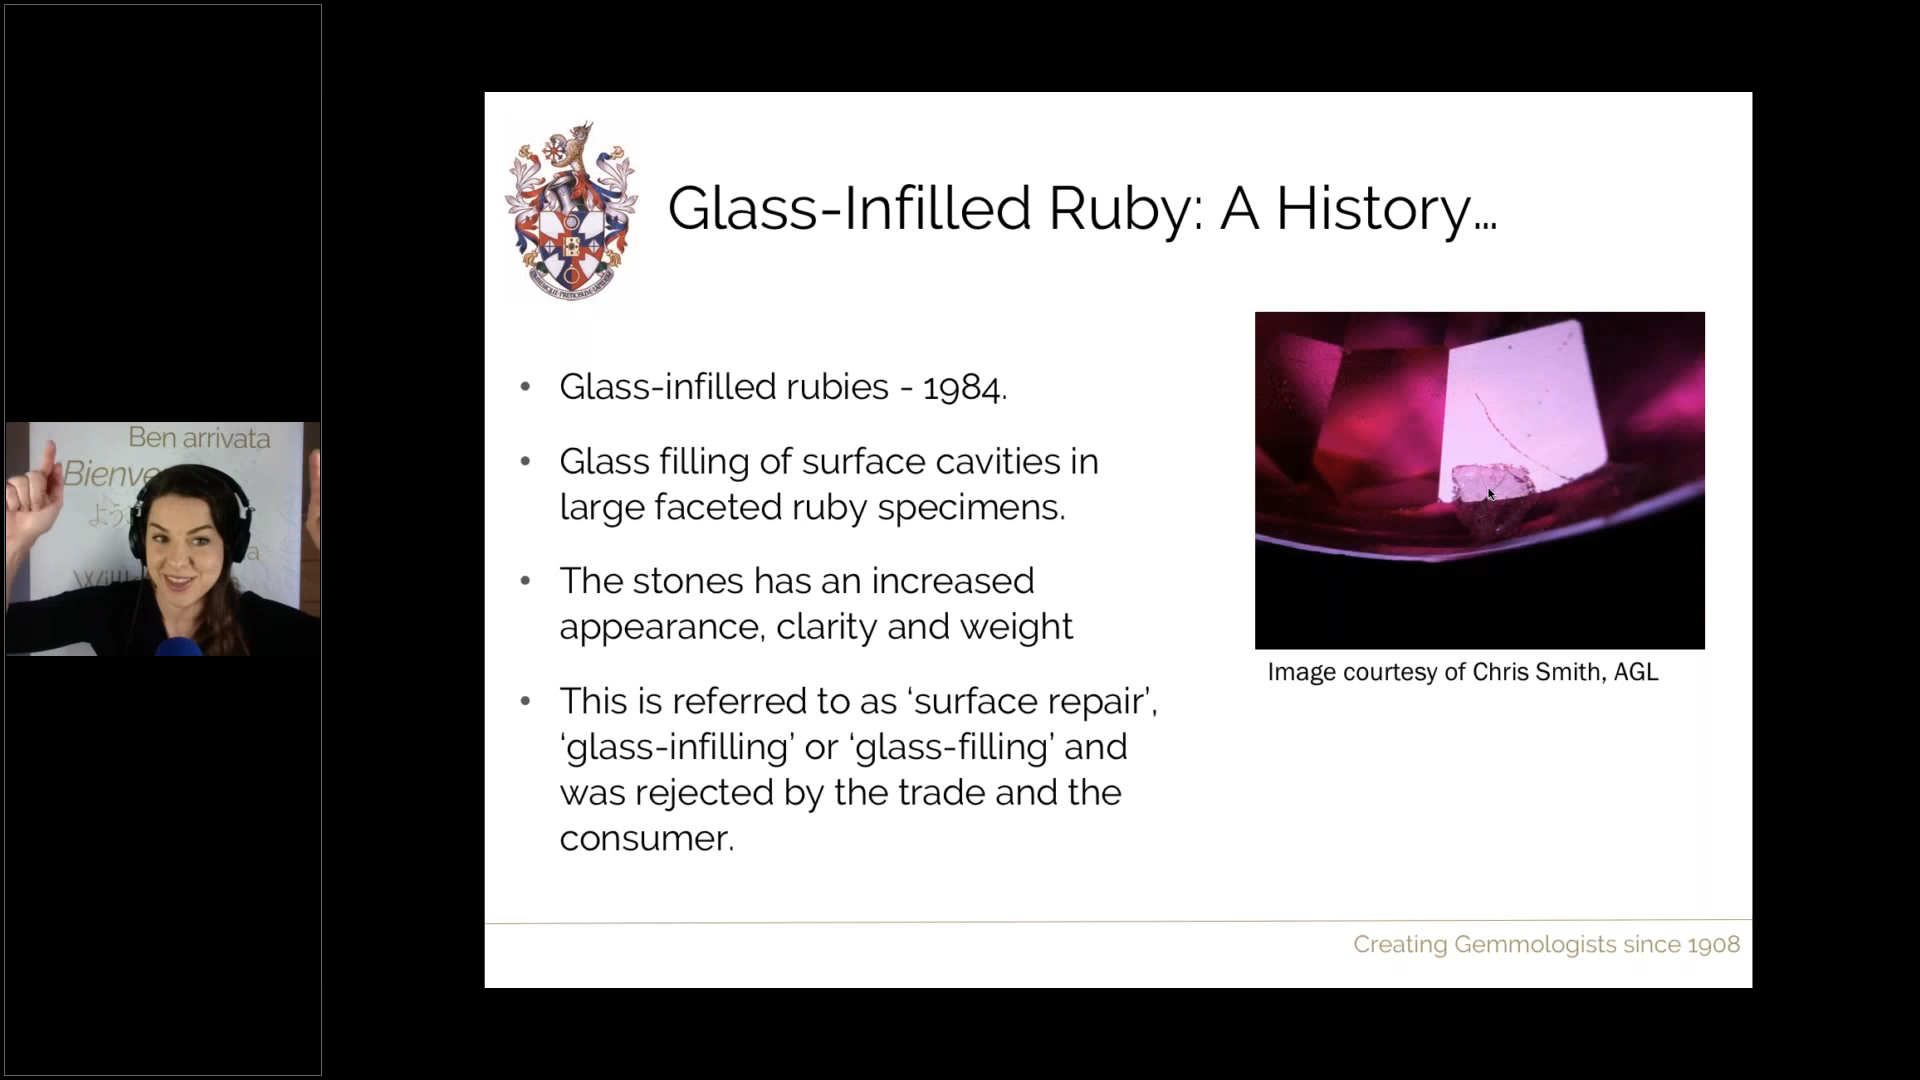 Glass-Infilled Ruby: A History...
• Glass-infilled rubies - 1984.
• Glass filling of surface cavities in
large faceted ruby specimens.
• The stones has an increased
appearance, clarity and weight
• This is referred to as ‘surface repair’,
‘glass-infilling’ or ‘glass-filling’ and
was rejected by the trade and the
consumer.
Image courtesy of Chris Smith, AGL
Creating Gemmologists since 1908
Ben arrivata